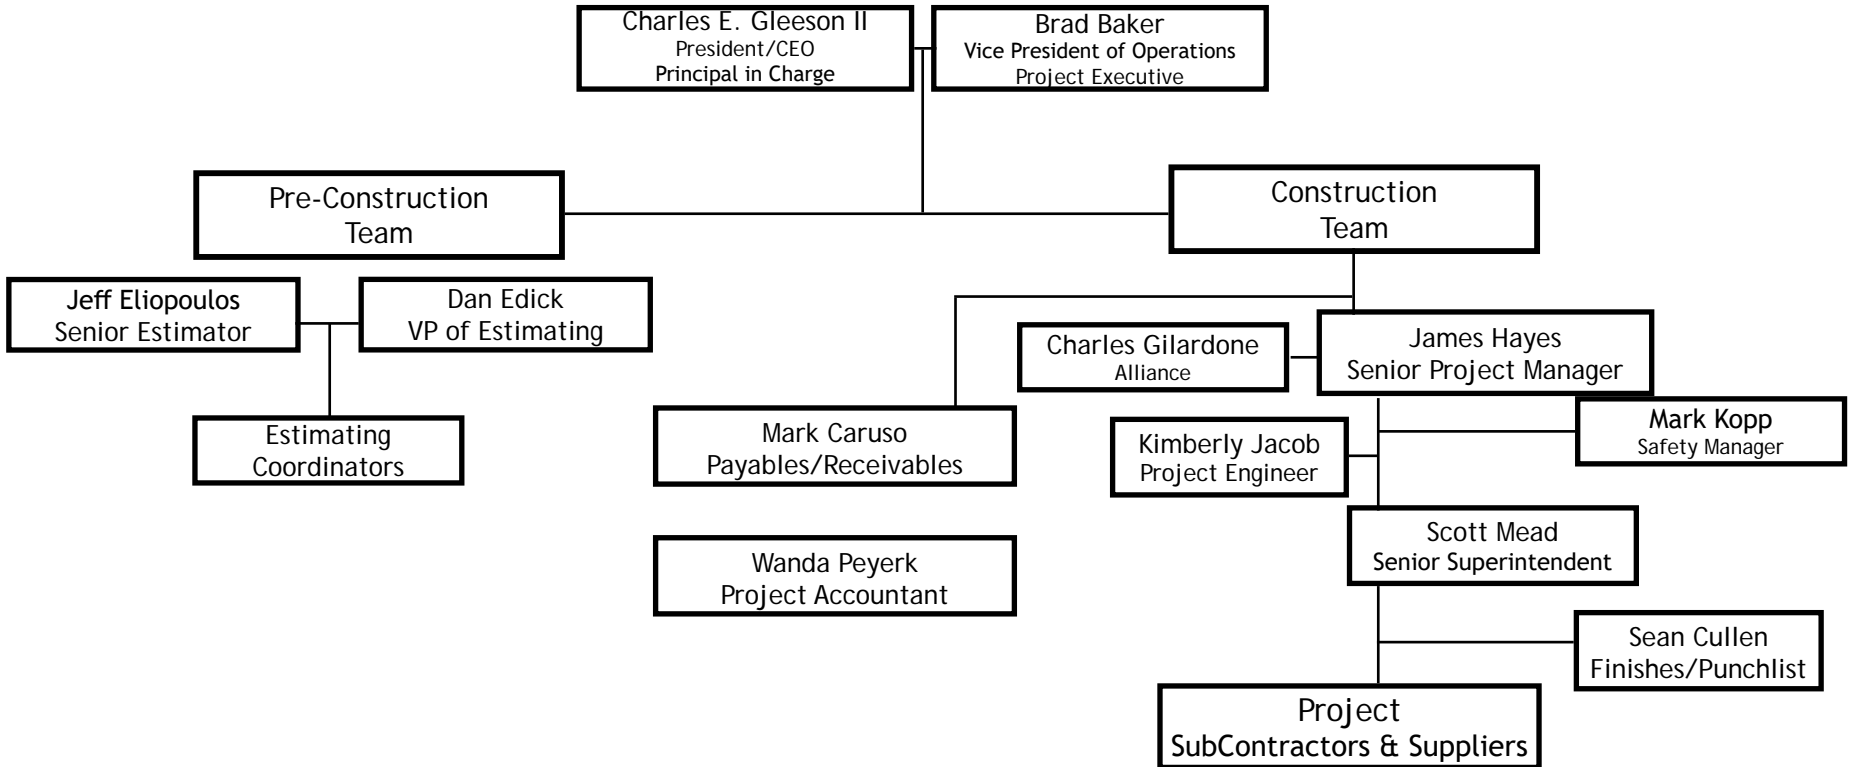 Charles E. Gleeson II
President/CEO
Principal in Charge
Brad Baker
Vice President of Operations
Project Executive
Pre-Construction
Team
Construction
Team
Jeff Eliopoulos
Senior Estimator
Dan Edick
VP of Estimating
Estimating
Coordinators
Charles Gilardone
Alliance
James Hayes
Senior Project Manager
Mark Caruso
Payables/Receivables
Kimberly Jacob
Project Engineer
Mark Kopp
Safety Manager
Wanda Peyerk
Project Accountant
Scott Mead
Senior Superintendent
Sean Cullen
Finishes/Punchlist
Project
SubContractors & Suppliers